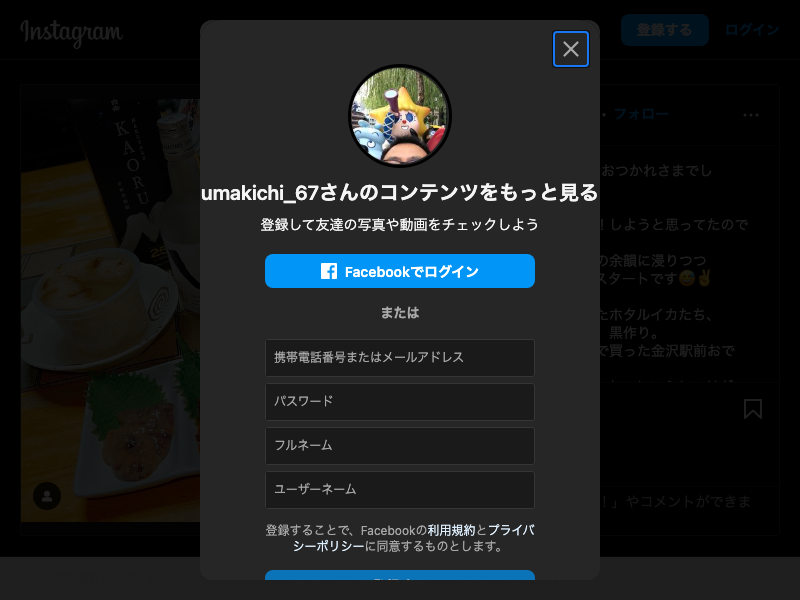 Instagram
登録する
ログイン
umakichi_67さんのコンテンツをもっと見る
登録して友達の写真や動画をチェックしよう
Facebookでログイン
または
携帯電話番号またはメールアドレス
パスワード
フルネーム
ユーザーネーム
登録することで、Facebookの利用規約とプライバ
シーポリシーに同意するものとします。
KAORU
• フォロー
おつかれさまでし
！しようと思ってたので
の余韻に漫りつつ
スタートです😅✌️
たホタルイカたち、
黒作り。
で買った金沢駅前おで
！」やコメントができま